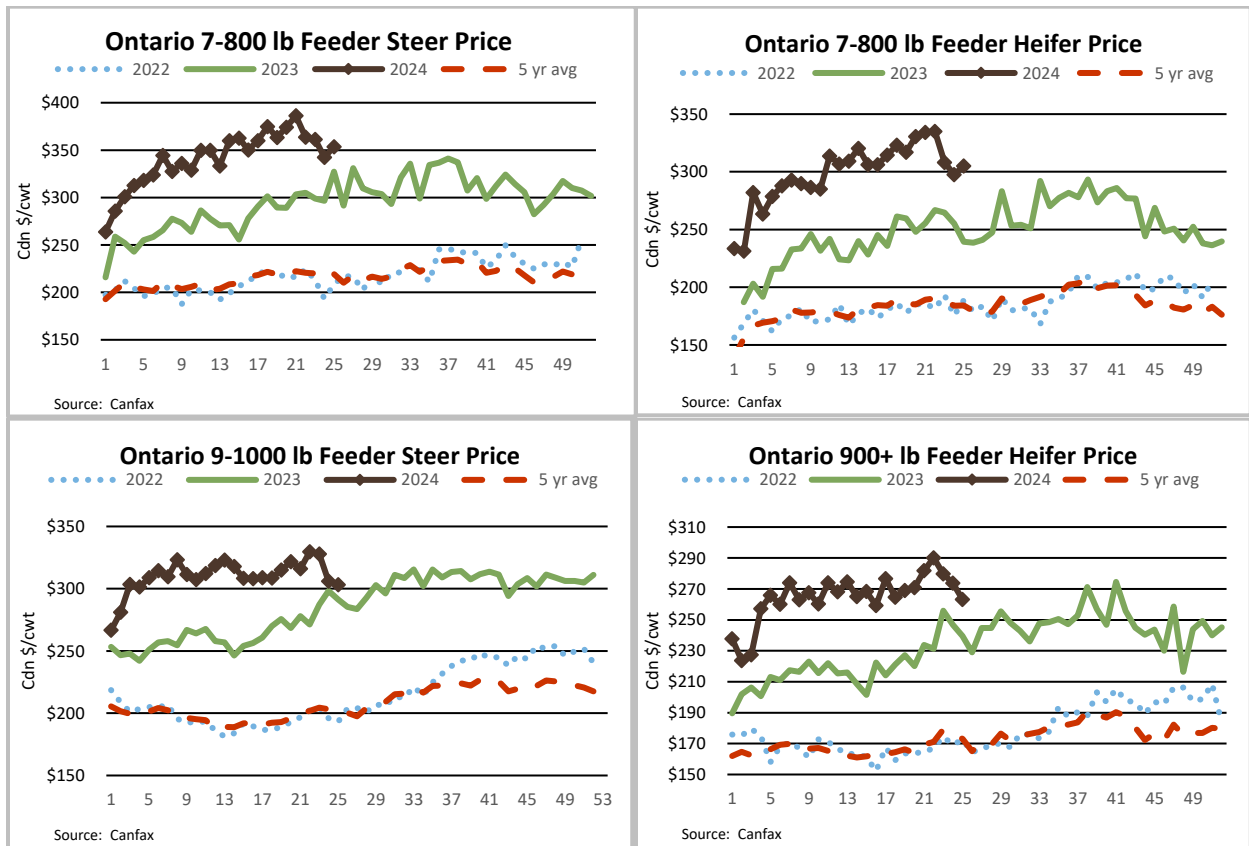 Ontario 7-800 lb Feeder Steer Price
2022 2023 2024 5 yr avg
Cdn $/cwt
$400
$350
$300
$250
$200
$150
1 5 9 13 17 21 25 29 33 37 41 45 49
Source: Canfax
Ontario 7-800 lb Feeder Heifer Price
2022 2023 2024 5 yr avg
Cdn $/cwt
$350
$300
$250
$200
$150
1 5 9 13 17 21 25 29 33 37 41 45 49
Source: Canfax
Ontario 9-1000 lb Feeder Steer Price
2022 2023 2024 5 yr avg
Cdn $/cwt
$350
$300
$250
$200
$150
1 5 9 13 17 21 25 29 33 37 41 45 49 53
Source: Canfax
Ontario 900+ lb Feeder Heifer Price
2022 2023 2024 5 yr avg
Cdn $/cwt
$310
$290
$270
$250
$230
$210
$190
$170
$150
1 5 9 13 17 21 25 29 33 37 41 45 49
Source: Canfax